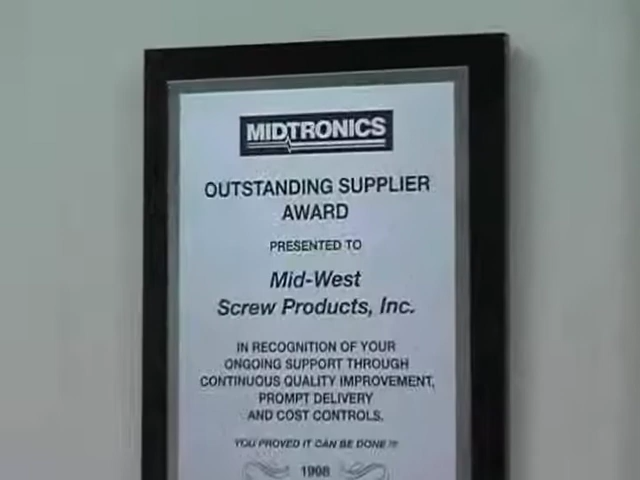 MIDTRONICS
OUTSTANDING SUPPLIER
AWARD
PRESENTED TO
Mid-West
Screw Products, Inc.
IN RECOGNITION OF YOUR
ONGOING SUPPORT THROUGH
CONTINUOUS QUALITY IMPROVEMENT,
PROMPT DELIVERY
AND COST CONTROLS.
YOU PROVED IT CAN BE DONE !!!